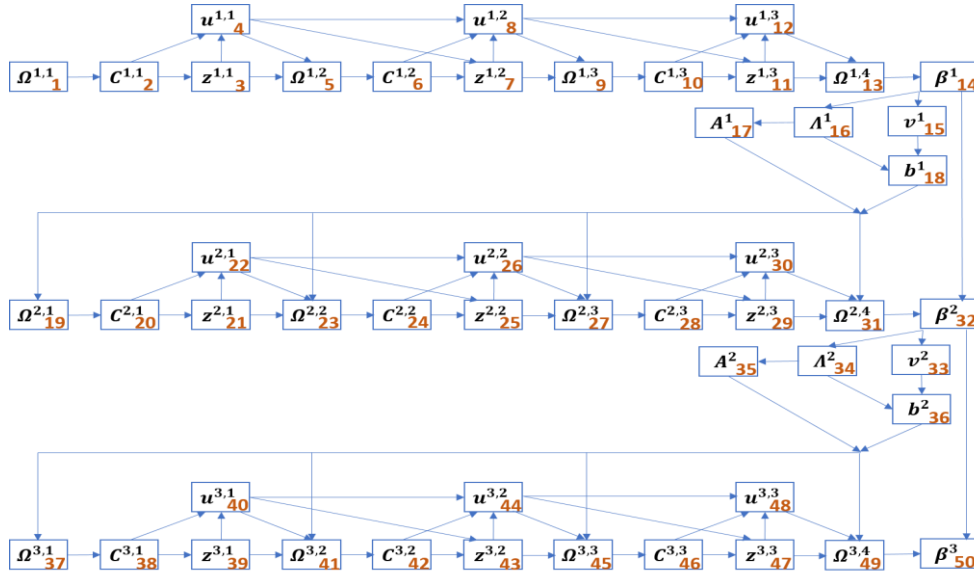 u^{1,1} 4 u^{1,2} 8 u^{1,3} 12
Ω^{1,1} 1 C^{1,1} 2 z^{1,1} 3 Ω^{1,2} 5 C^{1,2} 6 z^{1,2} 7 Ω^{1,3} 9 C^{1,3} 10 z^{1,3} 11 Ω^{1,4} 13 β^1 14
A^1 17 Λ^1 16 v^1 15
b^1 18
u^{2,1} 22 u^{2,2} 26 u^{2,3} 30
Ω^{2,1} 19 C^{2,1} 20 z^{2,1} 21 Ω^{2,2} 23 C^{2,2} 24 z^{2,2} 25 Ω^{2,3} 27 C^{2,3} 28 z^{2,3} 29 Ω^{2,4} 31 β^2 32
A^2 35 Λ^2 34 v^2 33
b^2 36
u^{3,1} 40 u^{3,2} 44 u^{3,3} 48
Ω^{3,1} 37 C^{3,1} 38 z^{3,1} 39 Ω^{3,2} 41 C^{3,2} 42 z^{3,2} 43 Ω^{3,3} 45 C^{3,3} 46 z^{3,3} 47 Ω^{3,4} 49 β^3 50